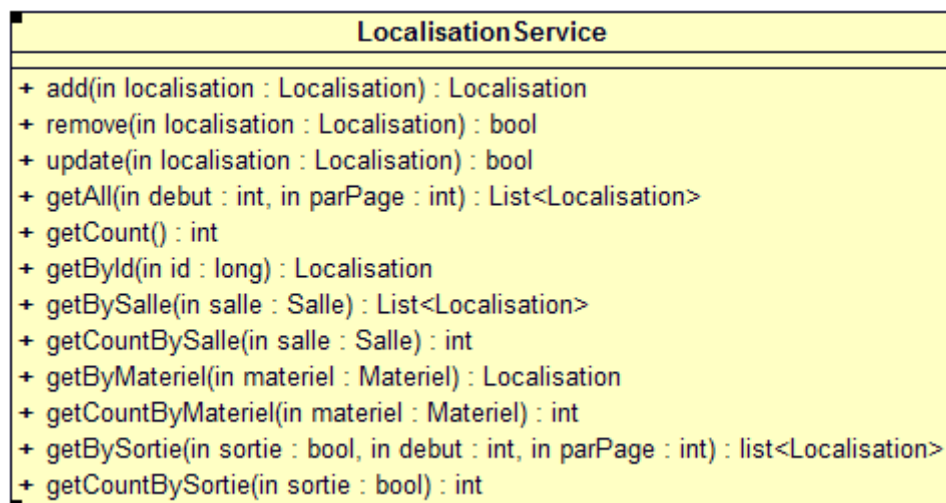 LocalisationService
+ add(in localisation : Localisation) : Localisation
+ remove(in localisation : Localisation) : bool
+ update(in localisation : Localisation) : bool
+ getAll(in debut : int, in parPage : int) : List<Localisation>
+ getCount() : int
+ getById(in id : long) : Localisation
+ getBySalle(in salle : Salle) : List<Localisation>
+ getCountBySalle(in salle : Salle) : int
+ getByMateriel(in materiel : Materiel) : Localisation
+ getCountByMateriel(in materiel : Materiel) : int
+ getBySortie(in sortie : bool, in debut : int, in parPage : int) : list<Localisation>
+ getCountBySortie(in sortie : bool) : int